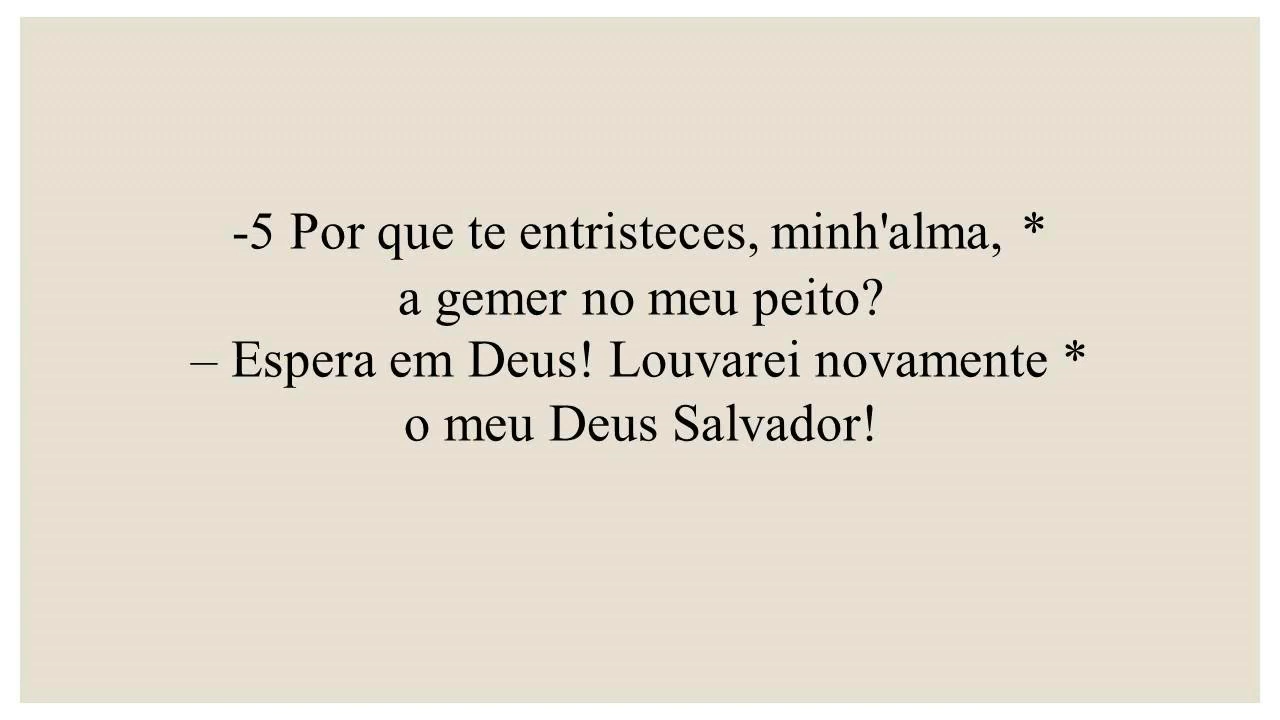 -5 Por que te entristeces, minh'alma, *
a gemer no meu peito?
– Espera em Deus! Louvarei novamente *
o meu Deus Salvador!